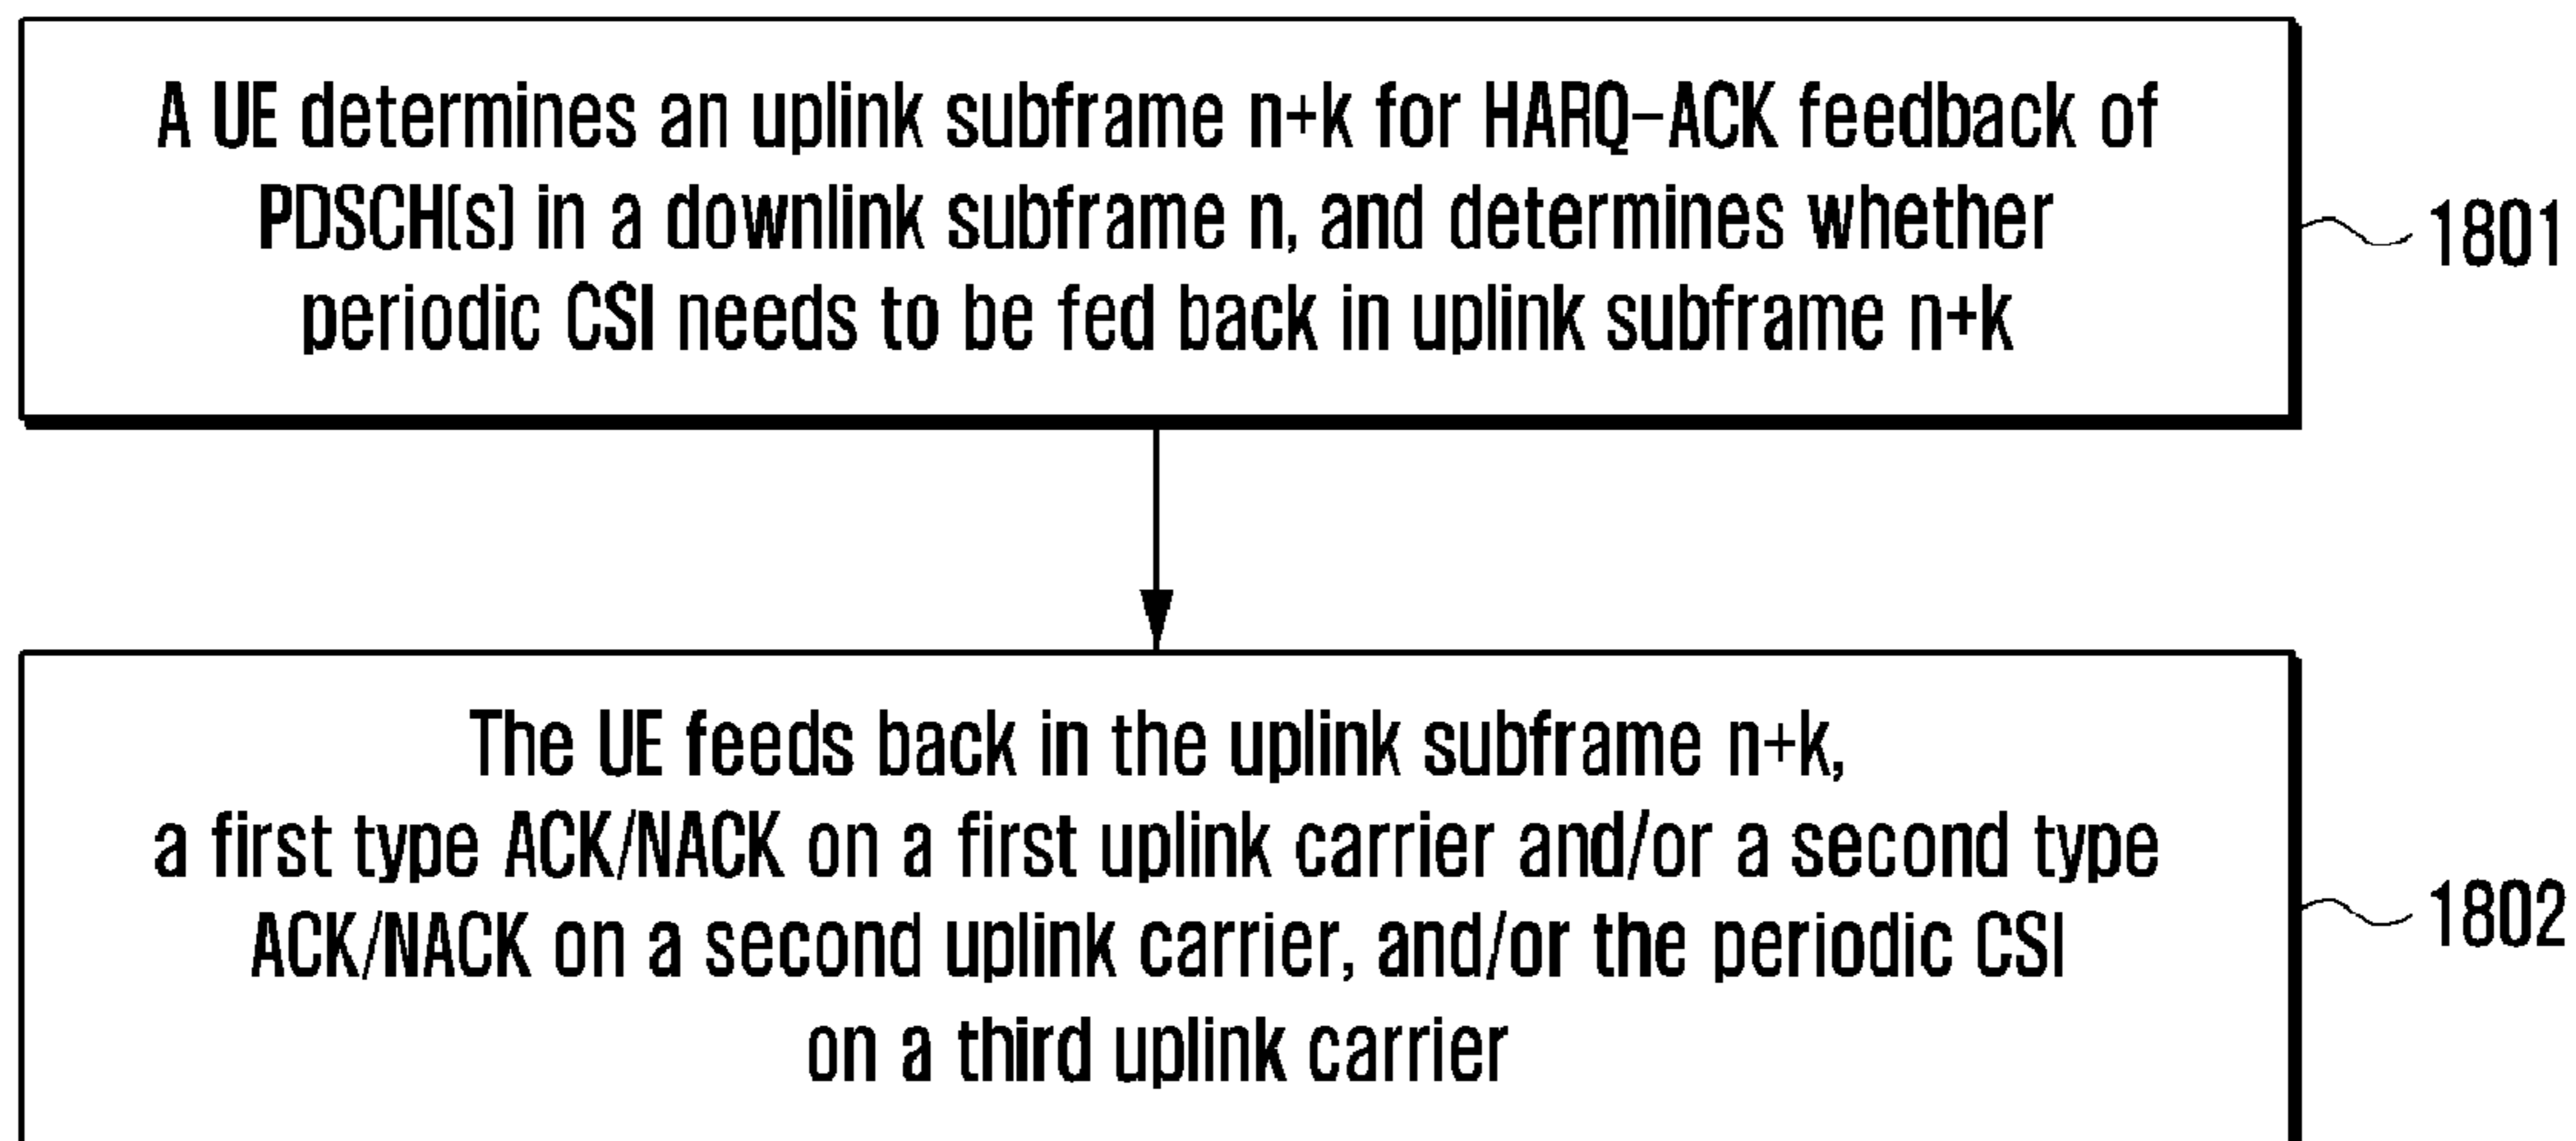 A UE determines an uplink subframe n+k for HARQ-ACK feedback of
PDSCH(s) in a downlink subframe n, and determines whether
periodic CSI needs to be fed back in uplink subframe n+k
1801
The UE feeds back in the uplink subframe n+k,
a first type ACK/NACK on a first uplink carrier and/or a second type
ACK/NACK on a second uplink carrier, and/or the periodic CSI
on a third uplink carrier
1802